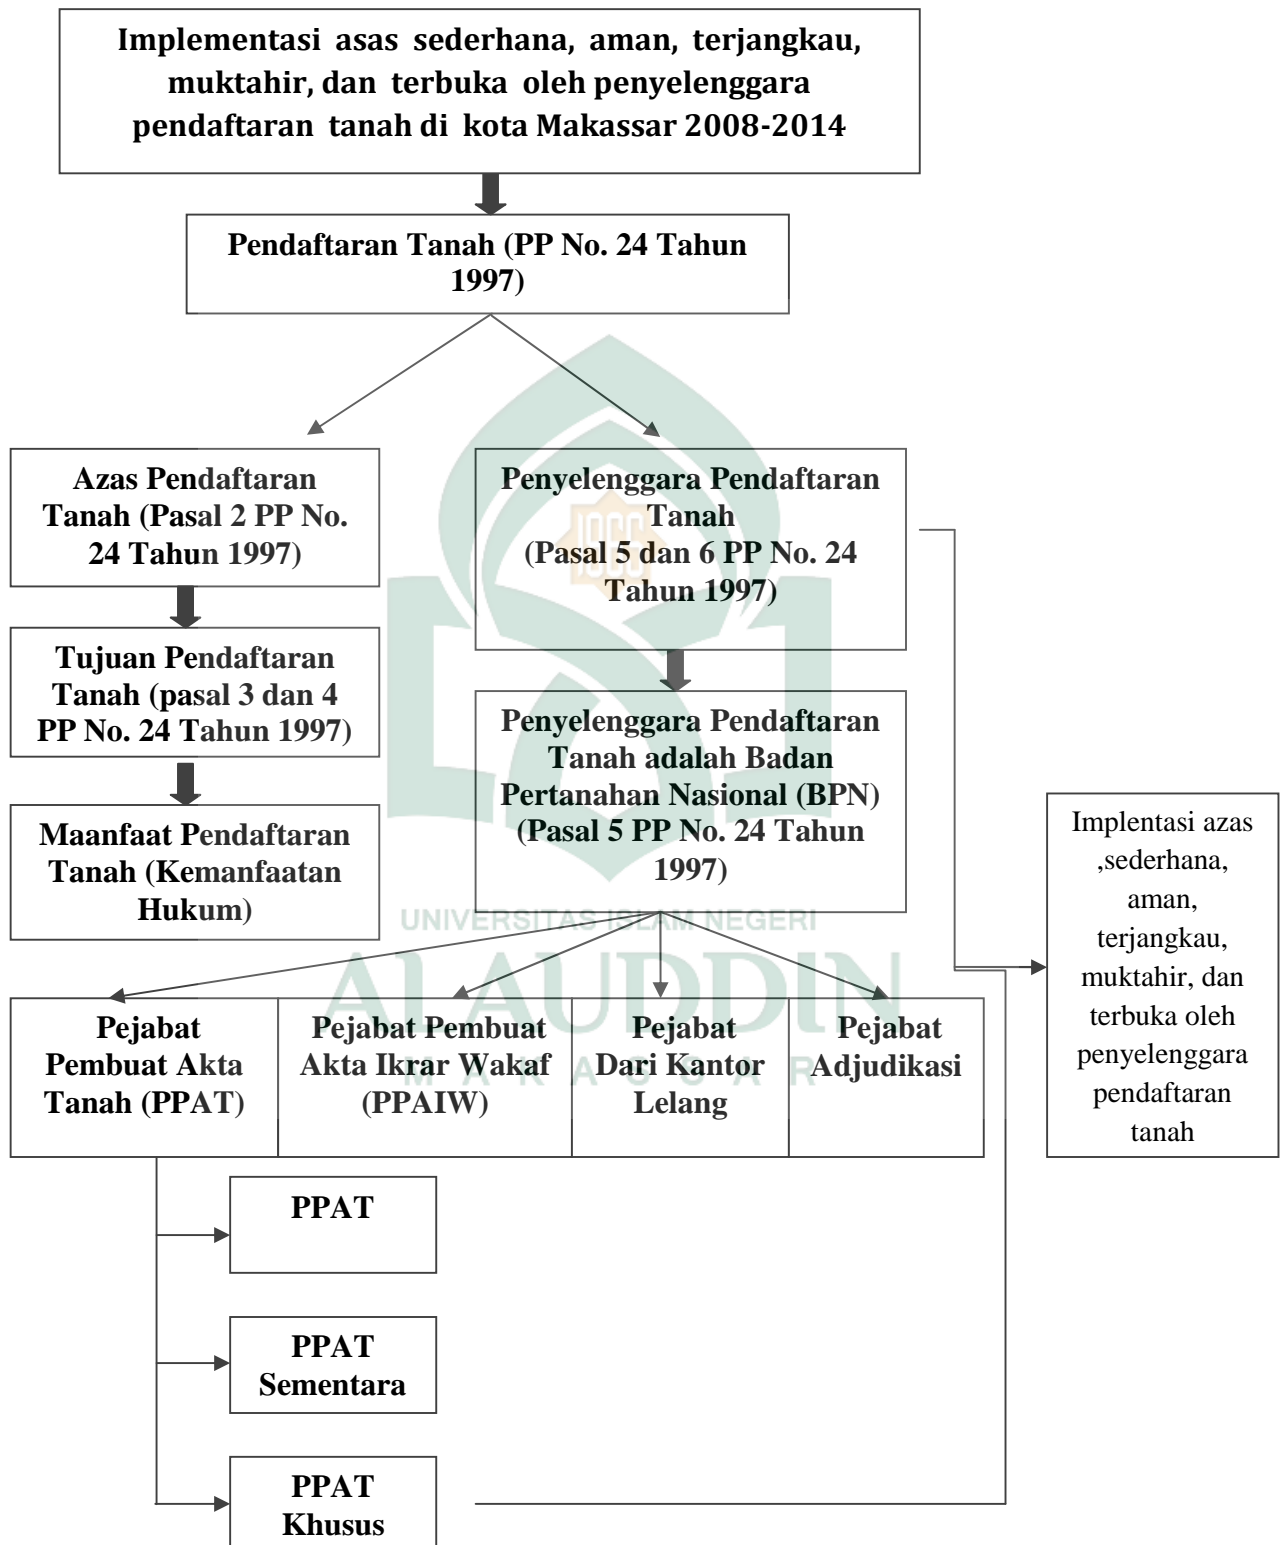 Implementasi asas sederhana, aman, terjangkau,
muktahir, dan terbuka oleh penyelenggara
pendaftaran tanah di kota Makassar 2008-2014
Pendaftaran Tanah (PP No. 24 Tahun
1997)
Azas Pendaftaran
Tanah (Pasal 2 PP No.
24 Tahun 1997)
Tujuan Pendaftaran
Tanah (pasal 3 dan 4
PP No. 24 Tahun 1997)
Maanfaat Pendaftaran
Tanah (Kemanfaatan
Hukum)
Penyelenggara Pendaftaran
Tanah
(Pasal 5 dan 6 PP No. 24
Tahun 1997)
Penyelenggara Pendaftaran
Tanah adalah Badan
Pertanahan Nasional (BPN)
(Pasal 5 PP No. 24 Tahun
1997)
Implentasi azas
,sederhana,
aman,
terjangkau,
muktahir, dan
terbuka oleh
penyelenggara
pendaftaran
tanah
UNIVERSITAS ISLAM NEGERI
ALAUDDIN
MAKASSAR
Pejabat
Pembuat Akta
Tanah (PPAT)
Pejabat Pembuat
Akta Ikrar Wakaf
(PPAIW)
Pejabat
Dari Kantor
Lelang
Pejabat
Adjudikasi
PPAT
PPAT
Sementara
PPAT
Khusus